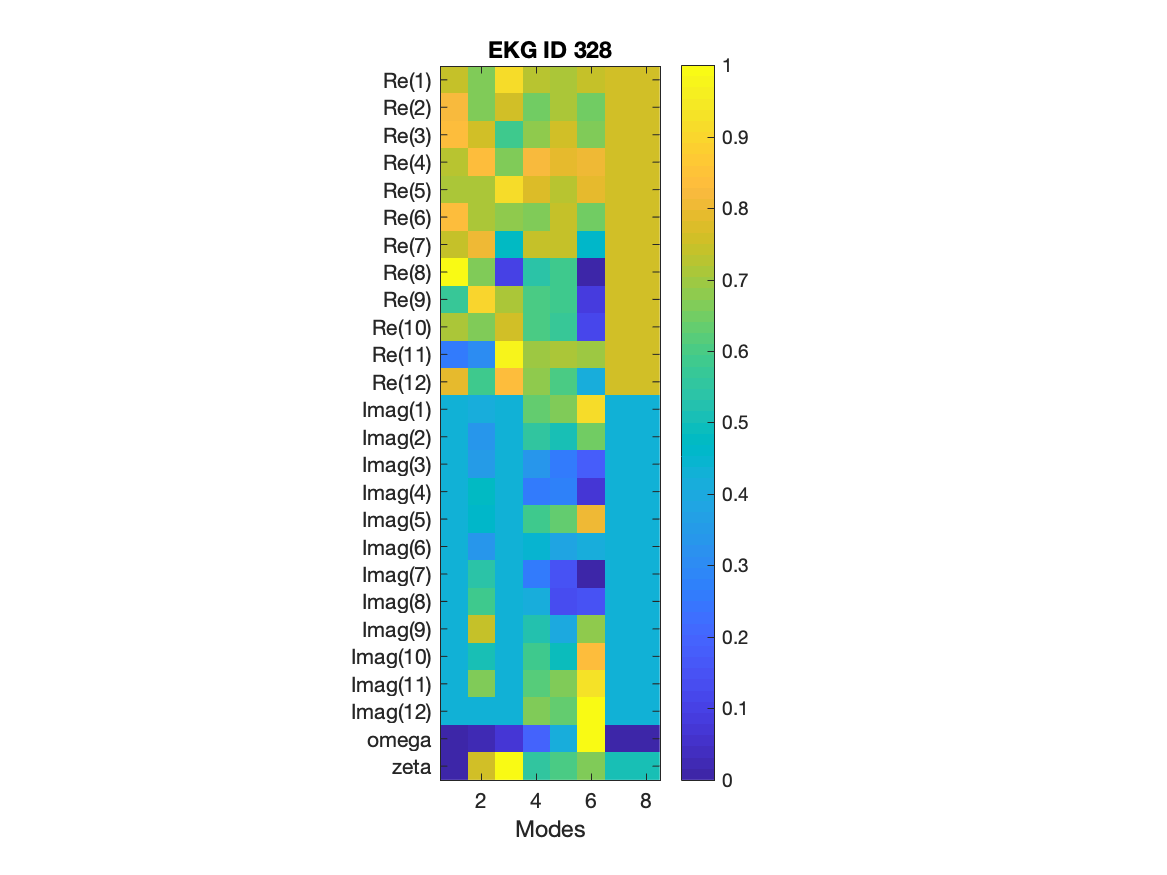 EKG ID 328
Re(1)
Re(2)
Re(3)
Re(4)
Re(5)
Re(6)
Re(7)
Re(8)
Re(9)
Re(10)
Re(11)
Re(12)
Imag(1)
Imag(2)
Imag(3)
Imag(4)
Imag(5)
Imag(6)
Imag(7)
Imag(8)
Imag(9)
Imag(10)
Imag(11)
Imag(12)
omega
zeta
2 4 6 8
Modes
1
0.9
0.8
0.7
0.6
0.5
0.4
0.3
0.2
0.1
0